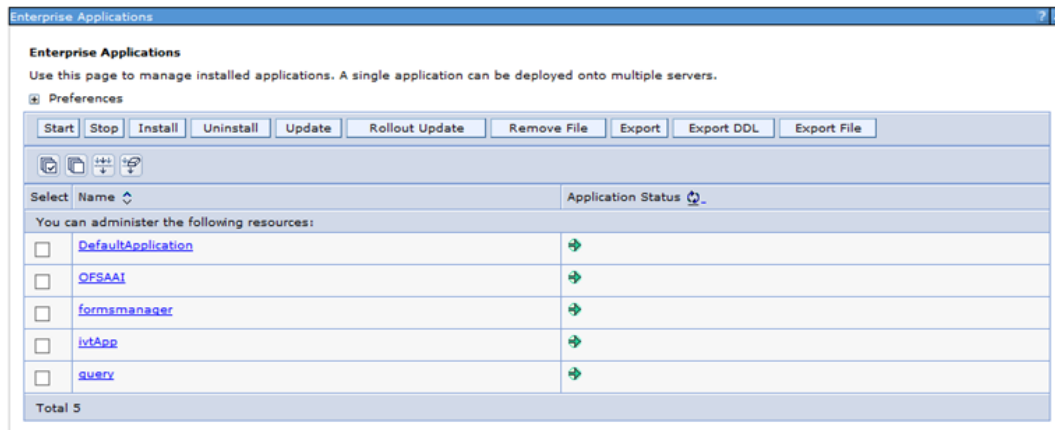 Enterprise Applications ?
Enterprise Applications
Use this page to manage installed applications. A single application can be deployed onto multiple servers.
Preferences
Start Stop Install Uninstall Update Rollout Update Remove File Export Export DDL Export File
Select Name Application Status
You can administer the following resources:
DefaultApplication
OFSAAI
formsmanager
ivtApp
query
Total 5